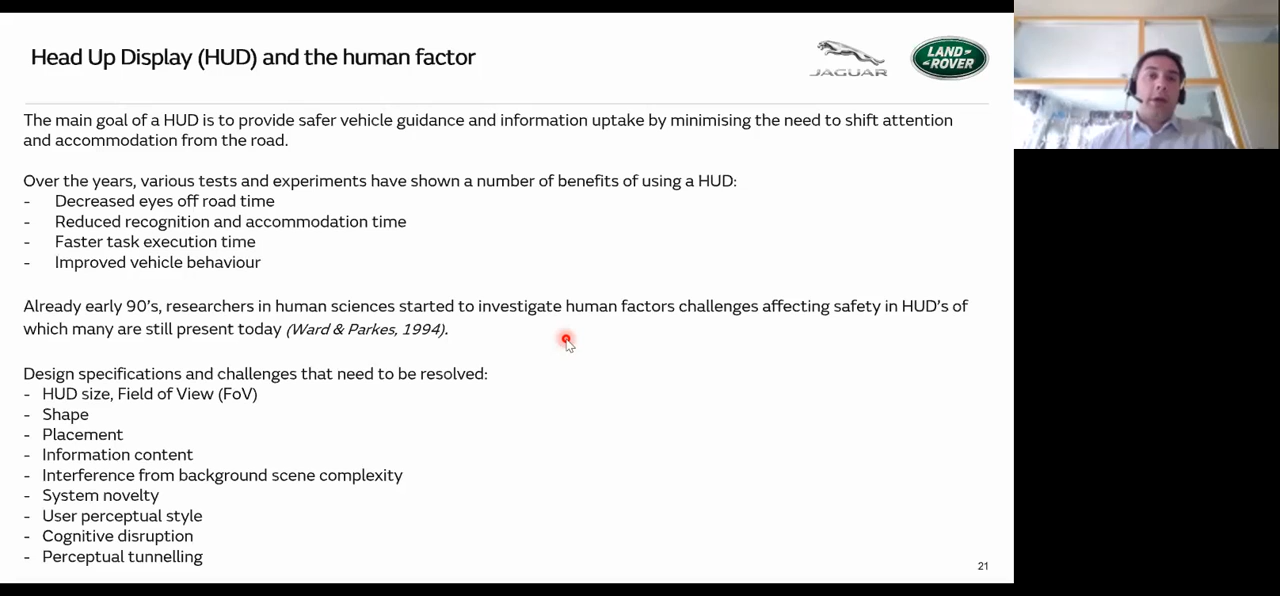 Head Up Display (HUD) and the human factor
JAGUAR
LAND
ROVER
The main goal of a HUD is to provide safer vehicle guidance and information uptake by minimising the need to shift attention
and accommodation from the road.
Over the years, various tests and experiments have shown a number of benefits of using a HUD:
- Decreased eyes off road time
- Reduced recognition and accommodation time
- Faster task execution time
- Improved vehicle behaviour
Already early 90's, researchers in human sciences started to investigate human factors challenges affecting safety in HUD's of
which many are still present today (Ward & Parkes, 1994).
Design specifications and challenges that need to be resolved:
- HUD size, Field of View (FoV)
- Shape
- Placement
- Information content
- Interference from background scene complexity
- System novelty
- User perceptual style
- Cognitive disruption
- Perceptual tunnelling
21